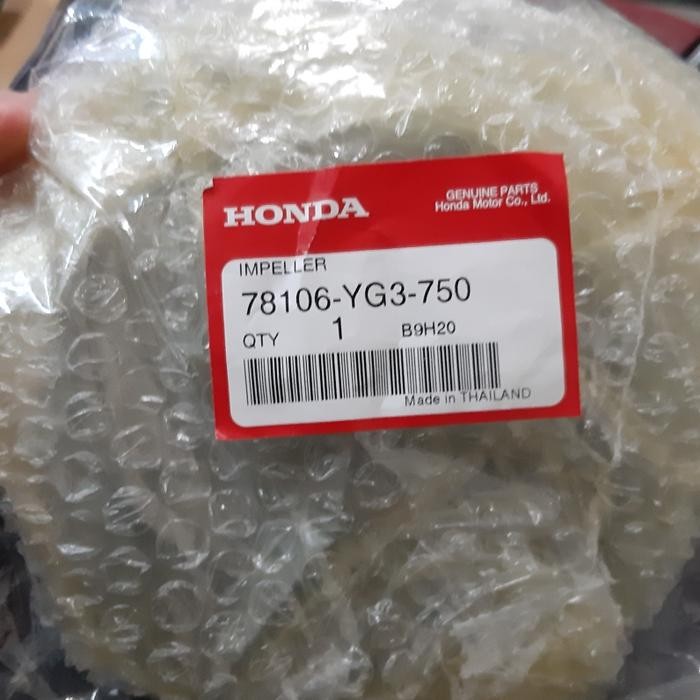 HONDA
GENUINE PARTS
Honda Motor Co., Ltd.
IMPELLER
78106-YG3-750
QTY 1 B9H20
Made in THAILAND